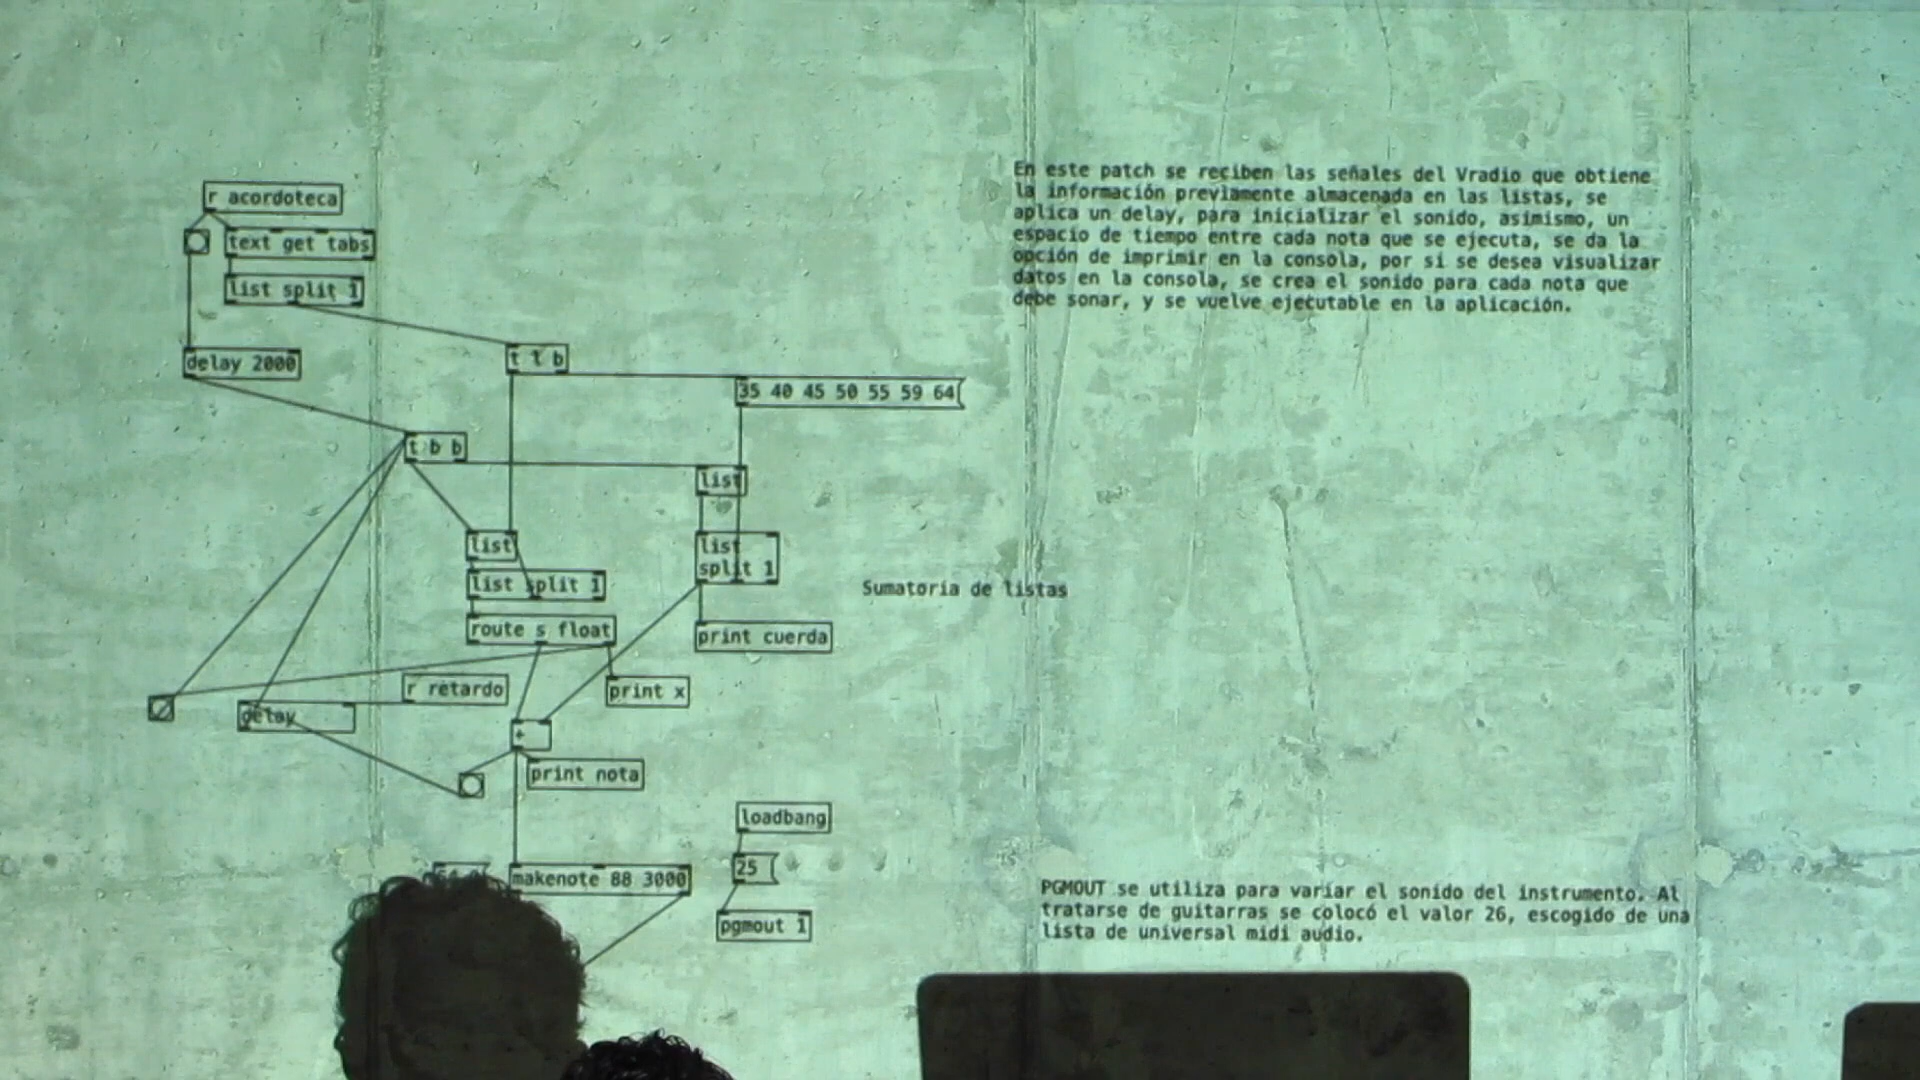 r acordoteca
text get tabs
list split 1
delay 2000
t l b
35 40 45 50 55 59 64
t b b
list
list
list split 1
list
split 1
route s float
print cuerda
Sumatoria de listas
r retardo
print x
delay
+
print nota
loadbang
25
makenote 88 3000
pgmout 1
En este patch se reciben las señales del Vradio que obtiene
la información previamente almacenada en las listas, se
aplica un delay, para inicializar el sonido, asimismo, un
espacio de tiempo entre cada nota que se ejecuta, se da la
opción de imprimir en la consola, por si se desea visualizar
datos en la consola, se crea el sonido para cada nota que
debe sonar, y se vuelve ejecutable en la aplicación.
PGMOUT se utiliza para variar el sonido del instrumento. Al
tratarse de guitarras se colocó el valor 26, escogido de una
lista de universal midi audio.